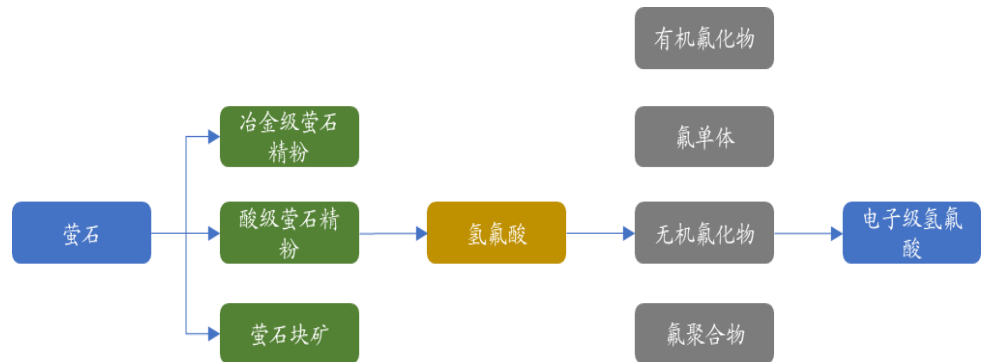 有机氟化物
冶金级萤石
精粉
氟单体
萤石
酸级萤石精
粉
氢氟酸
无机氟化物
电子级氢氟
酸
萤石块矿
氟聚合物